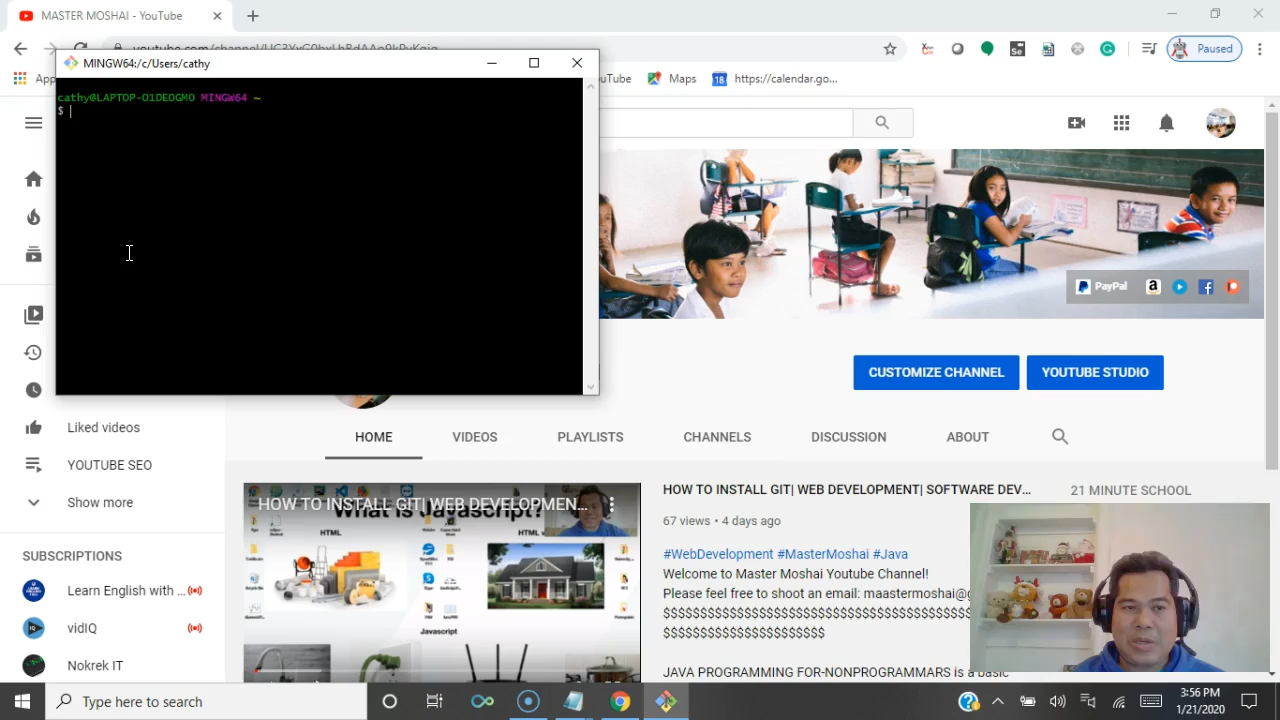 MASTER MOSHAI - YouTube
Paused
MINGW64:/c/Users/cathy
uTube
Maps
18
https://calendar.go...
cathy@LAPTOP-O1DEOGMO MINGW64 ~
$
PayPal
CUSTOMIZE CHANNEL
YOUTUBE STUDIO
Liked videos
YOUTUBE SEO
Show more
SUBSCRIPTIONS
Learn English with ...
vidIQ
Nokrek IT
HOME
VIDEOS
PLAYLISTS
CHANNELS
DISCUSSION
ABOUT
HOW TO INSTALL GIT| WEB DEVELOPMEN...
What is Javascript?
HTML
Javascript
HOW TO INSTALL GIT| WEB DEVELOPMENT| SOFTWARE DEV...
21 MINUTE SCHOOL
67 views • 4 days ago
#WebDevelopment #MasterMoshai #Java
Welcome to Master Moshai Youtube Channel!
Please feel free to shoot an email: maastermoshai@g
JAVA PROGRAMMING FOR-NONPROGRAMMARS is a basic
Type here to search
3:56 PM
1/21/2020